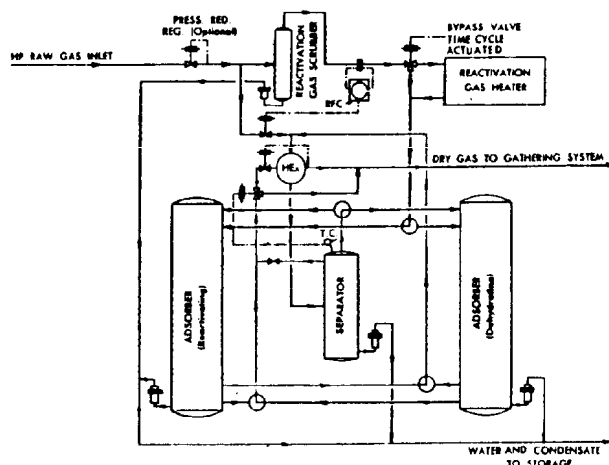 PRESS. RED.
REG. (Optional)
HP RAW GAS INLET
REACTIVATION
GAS SCRUBBER
RFC
BYPASS VALVE
TIME CYCLE
ACTUATED
REACTIVATION
GAS HEATER
HEx
DRY GAS TO GATHERING SYSTEM
T.C.
ADSORBER
(Reactivating)
SEPARATOR
ADSORBER
(Dehydrating)
WATER AND CONDENSATE
TO STORAGE